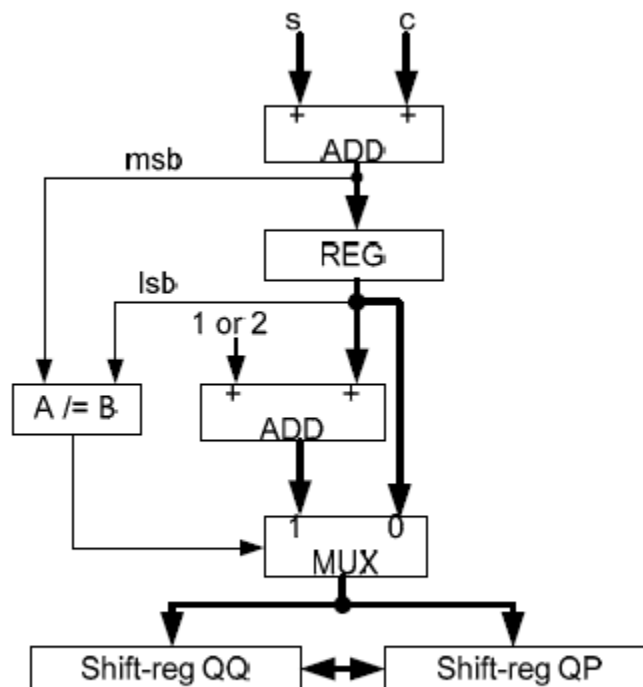 s c
+ +
ADD
msb
REG
lsb
1 or 2
+ +
A /= B
ADD
1 0
MUX
Shift-reg QQ Shift-reg QP